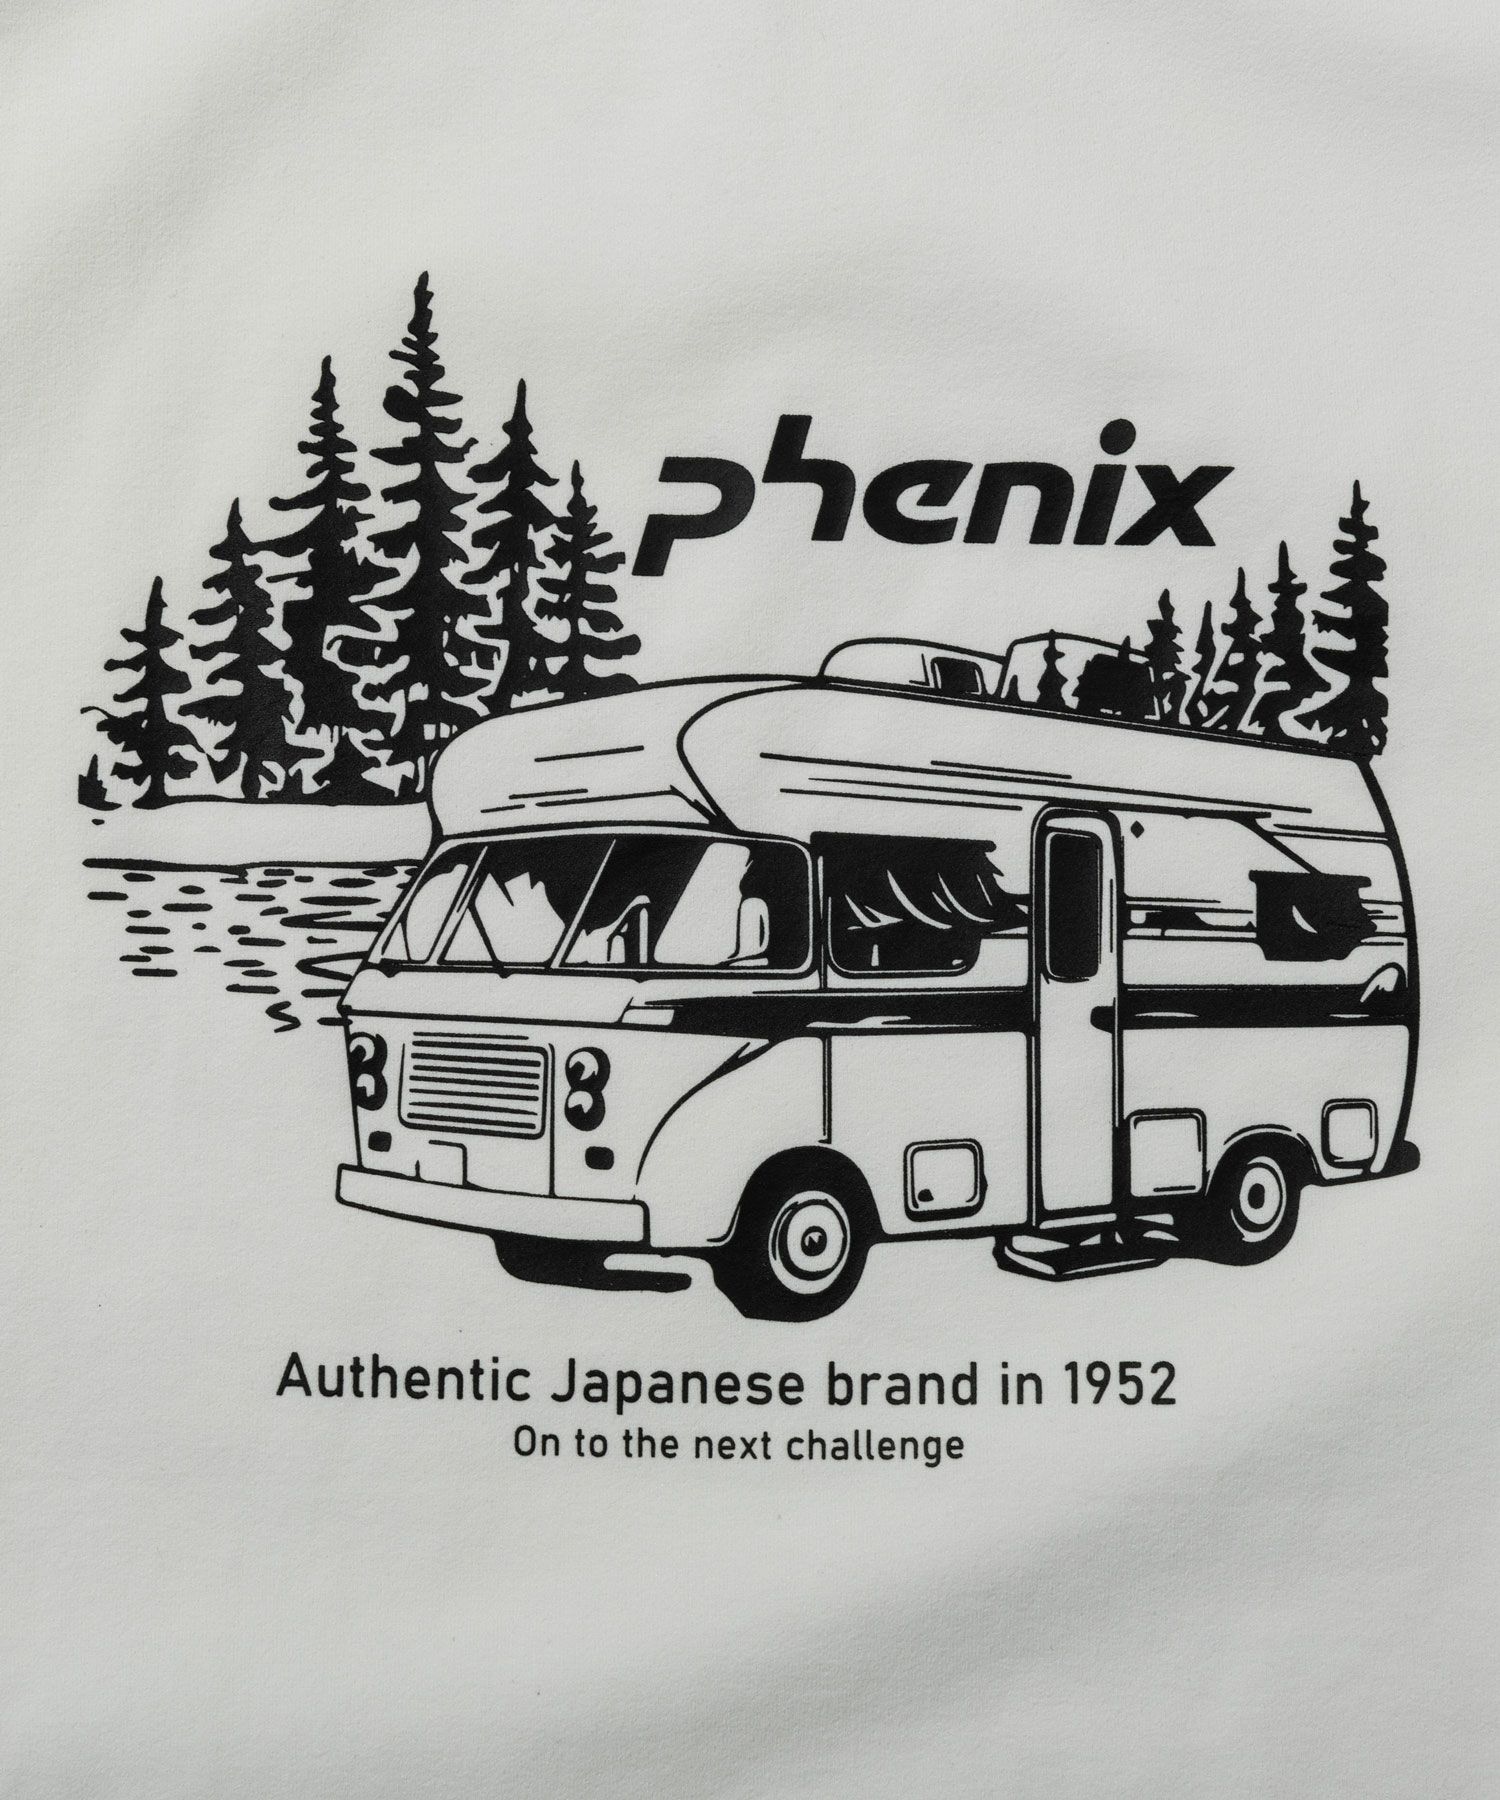 phenix
Authentic Japanese brand in 1952
On to the next challenge